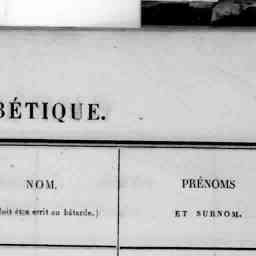 BÉTIQUE.
NOM. PRÉNOMS
doit être écrit en bâtarde.) ET SURNOM.